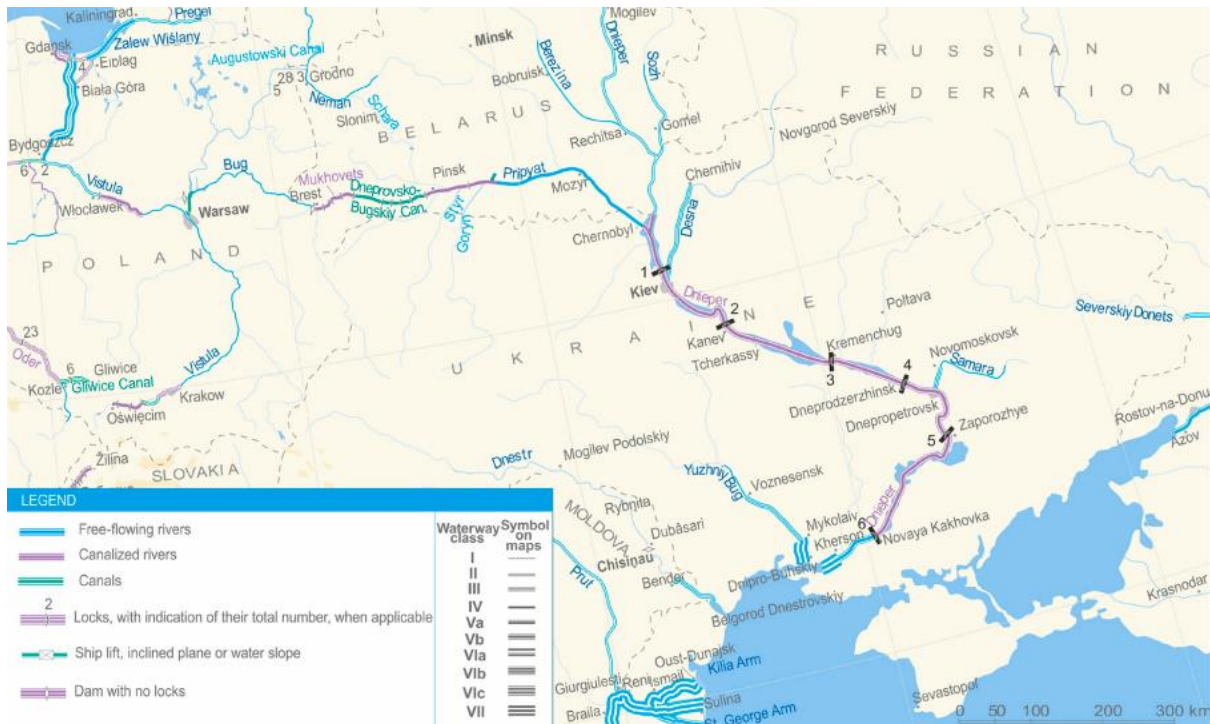 Kaliningrad
Pregel
Gdansk
Zalew Wiślany
4
Elbląg
Biała Góra
Augustowski Canal
28 3 Grodno
5
Neman
Schara
Slonim
Minsk
Bobruisk
Berezina
Mogilev
Dnieper
Sozh
BELARUS
RUSSIAN
FEDERATION
Rechitsa
Gomel
Novgorod Severskiy
Bydgoszcz
6 2
Vistula
Włocławek
Warsaw
Bug
Brest
Mukhovets
Dneprovsko-
Bugskiy Can.
Pinsk
Pripyat
Styr
Goryn
Mozyr
Chernihiv
Desna
Chernobyl
POLAND
1
Kiev
Dnieper
2
Kanev
Tcherkassy
UKRAINE
Poltava
Kremenchug
3
4
Novomoskovsk
Samara
Severskiy Donets
Dneprodzerzhinsk
Dnepropetrovsk
5
Zaporozhye
Rostov-na-Donu
Azov
23
Oder
6
Gliwice
Kozle
Gliwice Canal
Vistula
Krakow
Oświęcim
Žilina
SLOVAKIA
Dnestr
Mogilev Podolskiy
Yuzhniy Bug
Voznesensk
Rybnita
MOLDOVA
Dubăsari
Chisinau
Bender
Prut
Mykolaiv
Kherson
6
Dnieper
Novaya Kakhovka
Dnipro-Buhskiy
Belgorod Dnestrovskiy
Krasnodar
Oust-Dunajsk
Kilia Arm
Giurgiulesti
Reni
Ismail
Braila
Sulina
St. George Arm
Sevastopol
0 50 100 200 300 km
LEGEND
Free-flowing rivers
Canalized rivers
Canals
2
Locks, with indication of their total number, when applicable
Ship lift, inclined plane or water slope
Dam with no locks
Waterway class
Symbol on maps
I
II
III
IV
Va
Vb
VIa
VIb
VIc
VII